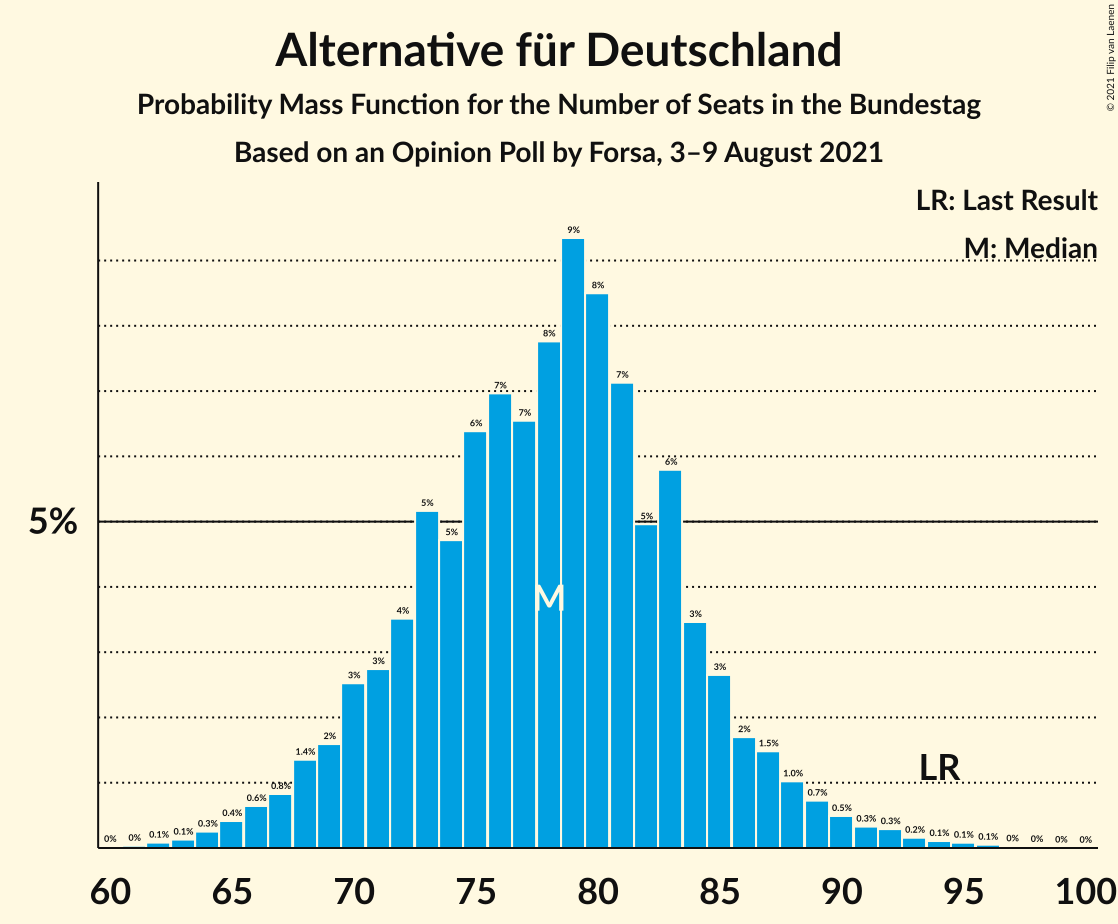 Alternative für Deutschland
Probability Mass Function for the Number of Seats in the Bundestag
Based on an Opinion Poll by Forsa, 3–9 August 2021
© 2021 Filip van Laenen
LR: Last Result
M: Median
5%
0% 0% 0.1% 0.1% 0.3% 0.4% 0.6% 0.8% 1.4% 2% 3% 3% 4% 5% 5% 6% 7% 7% 8% 9% 8% 7% 5% 6% 3% 3% 2% 1.5% 1.0% 0.7% 0.5% 0.3% 0.3% 0.2% 0.1% 0.1% 0.1% 0% 0% 0% 0%
M
LR
60 65 70 75 80 85 90 95 100